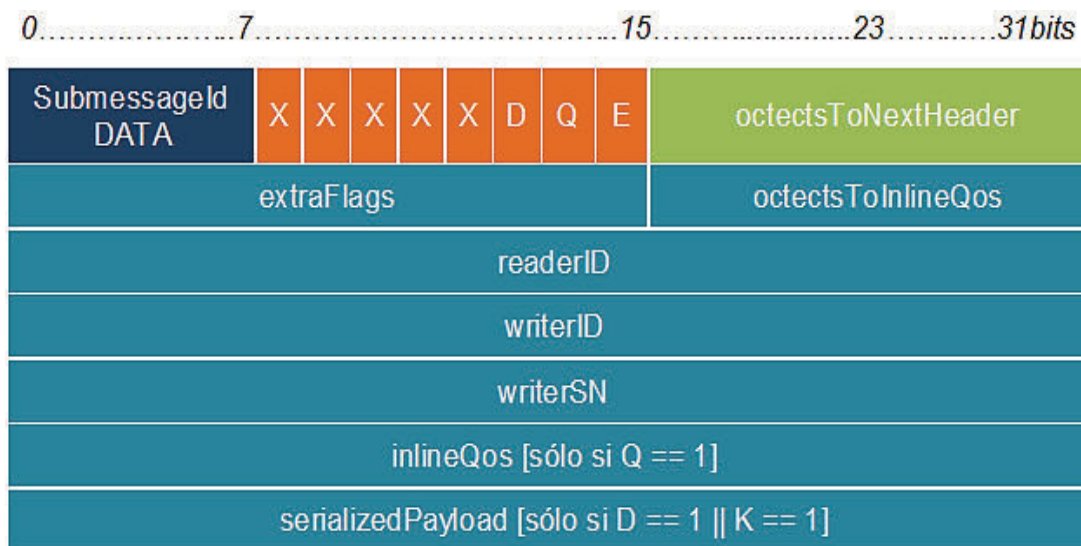 0.....................7.......................................15......................23...........31bits
SubmessageId
DATA
X X X X X D Q E
octectsToNextHeader
extraFlags
octectsToInlineQos
readerID
writerID
writerSN
inlineQos [sólo si Q == 1]
serializedPayload [sólo si D == 1 || K == 1]